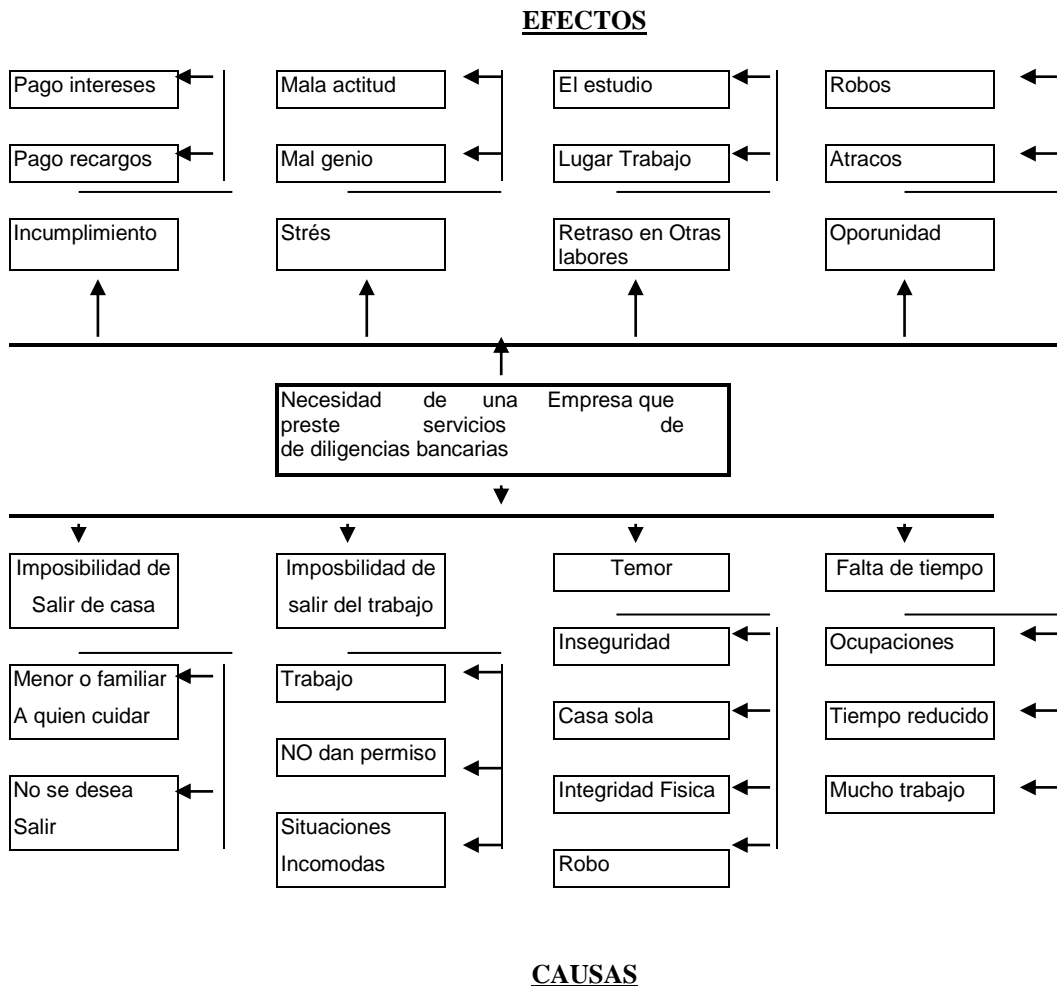 EFECTOS
Pago intereses
Mala actitud
El estudio
Robos
Pago recargos
Mal genio
Lugar Trabajo
Atracos
Incumplimiento
Strés
Retraso en Otras
labores
Oporunidad
Necesidad de una Empresa que
preste servicios de
de diligencias bancarias
Imposibilidad de
Salir de casa
Imposbilidad de
salir del trabajo
Temor
Falta de tiempo
Menor o familiar
A quien cuidar
No se desea
Salir
Trabajo
NO dan permiso
Situaciones
Incomodas
Inseguridad
Casa sola
Integridad Fisica
Robo
Ocupaciones
Tiempo reducido
Mucho trabajo
CAUSAS